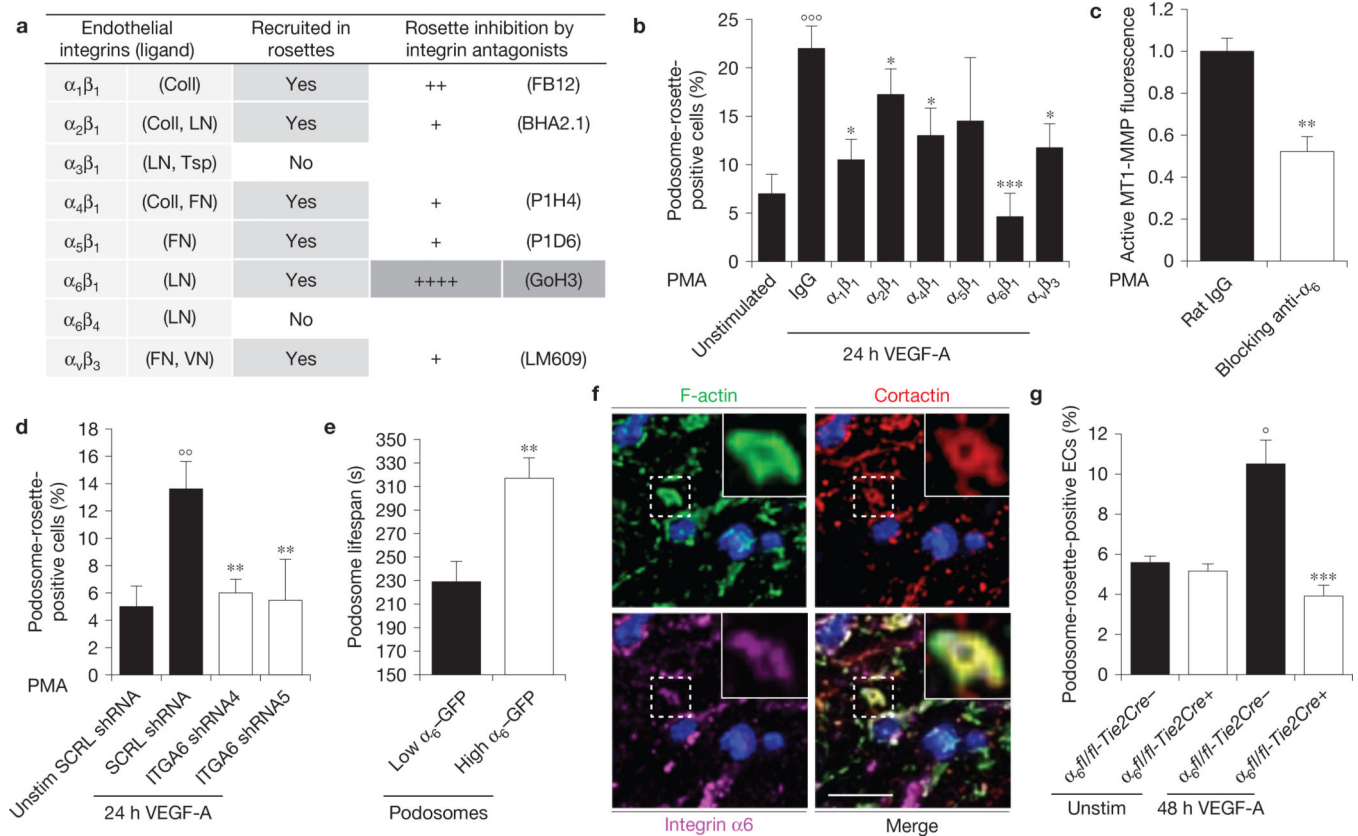 a
Endothelial integrins (ligand)
Recruited in rosettes
Rosette inhibition by integrin antagonists
α1β1 (Coll) Yes ++ (FB12)
α2β1 (Coll, LN) Yes + (BHA2.1)
α3β1 (LN, Tsp) No
α4β1 (Coll, FN) Yes + (P1H4)
α5β1 (FN) Yes + (P1D6)
α6β1 (LN) Yes ++++ (GoH3)
α6β4 (LN) No
αvβ3 (FN, VN) Yes + (LM609)
b
Podosome-rosette-
positive cells (%)
30
25
20
15
10
5
0
°°°
*
*
*
***
*
PMA
Unstimulated
IgG
α1β1
α2β1
α4β1
α5β1
α6β1
αvβ3
24 h VEGF-A
c
Active MT1-MMP fluorescence
1.2
1.0
0.8
0.6
0.4
0.2
0
**
PMA
Rat IgG
Blocking anti-α6
d
Podosome-rosette-
positive cells (%)
18
16
14
12
10
8
6
4
2
0
°°
**
**
PMA
Unstim SCRL shRNA
SCRL shRNA
ITGA6 shRNA4
ITGA6 shRNA5
24 h VEGF-A
e
Podosome lifespan (s)
350
330
310
290
270
250
230
210
190
170
150
**
Low α6–GFP
High α6–GFP
Podosomes
f
F-actin
Cortactin
Integrin α6
Merge
g
Podosome-rosette-positive ECs (%)
12
10
8
6
4
2
0
°
***
α6fl/fl-Tie2Cre–
α6fl/fl-Tie2Cre+
α6fl/fl-Tie2Cre–
α6fl/fl-Tie2Cre+
Unstim
48 h VEGF-A